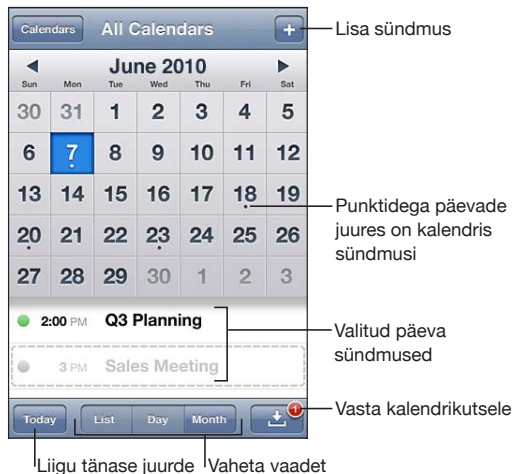 Calendars All Calendars +
Lisa sündmus
June 2010
Sun Mon Tue Wed Thu Fri Sat
30 31 1 2 3 4 5
6 7 8 9 10 11 12
13 14 15 16 17 18 19
20 21 22 23 24 25 26
27 28 29 30 1 2 3
Punktidega päevade
juures on kalendris
sündmusi
2:00 PM Q3 Planning
3 PM Sales Meeting
Valitud päeva
sündmused
Today List Day Month 1
Vasta kalendrikutsele
Liigu tänase juurde
Vaheta vaadet